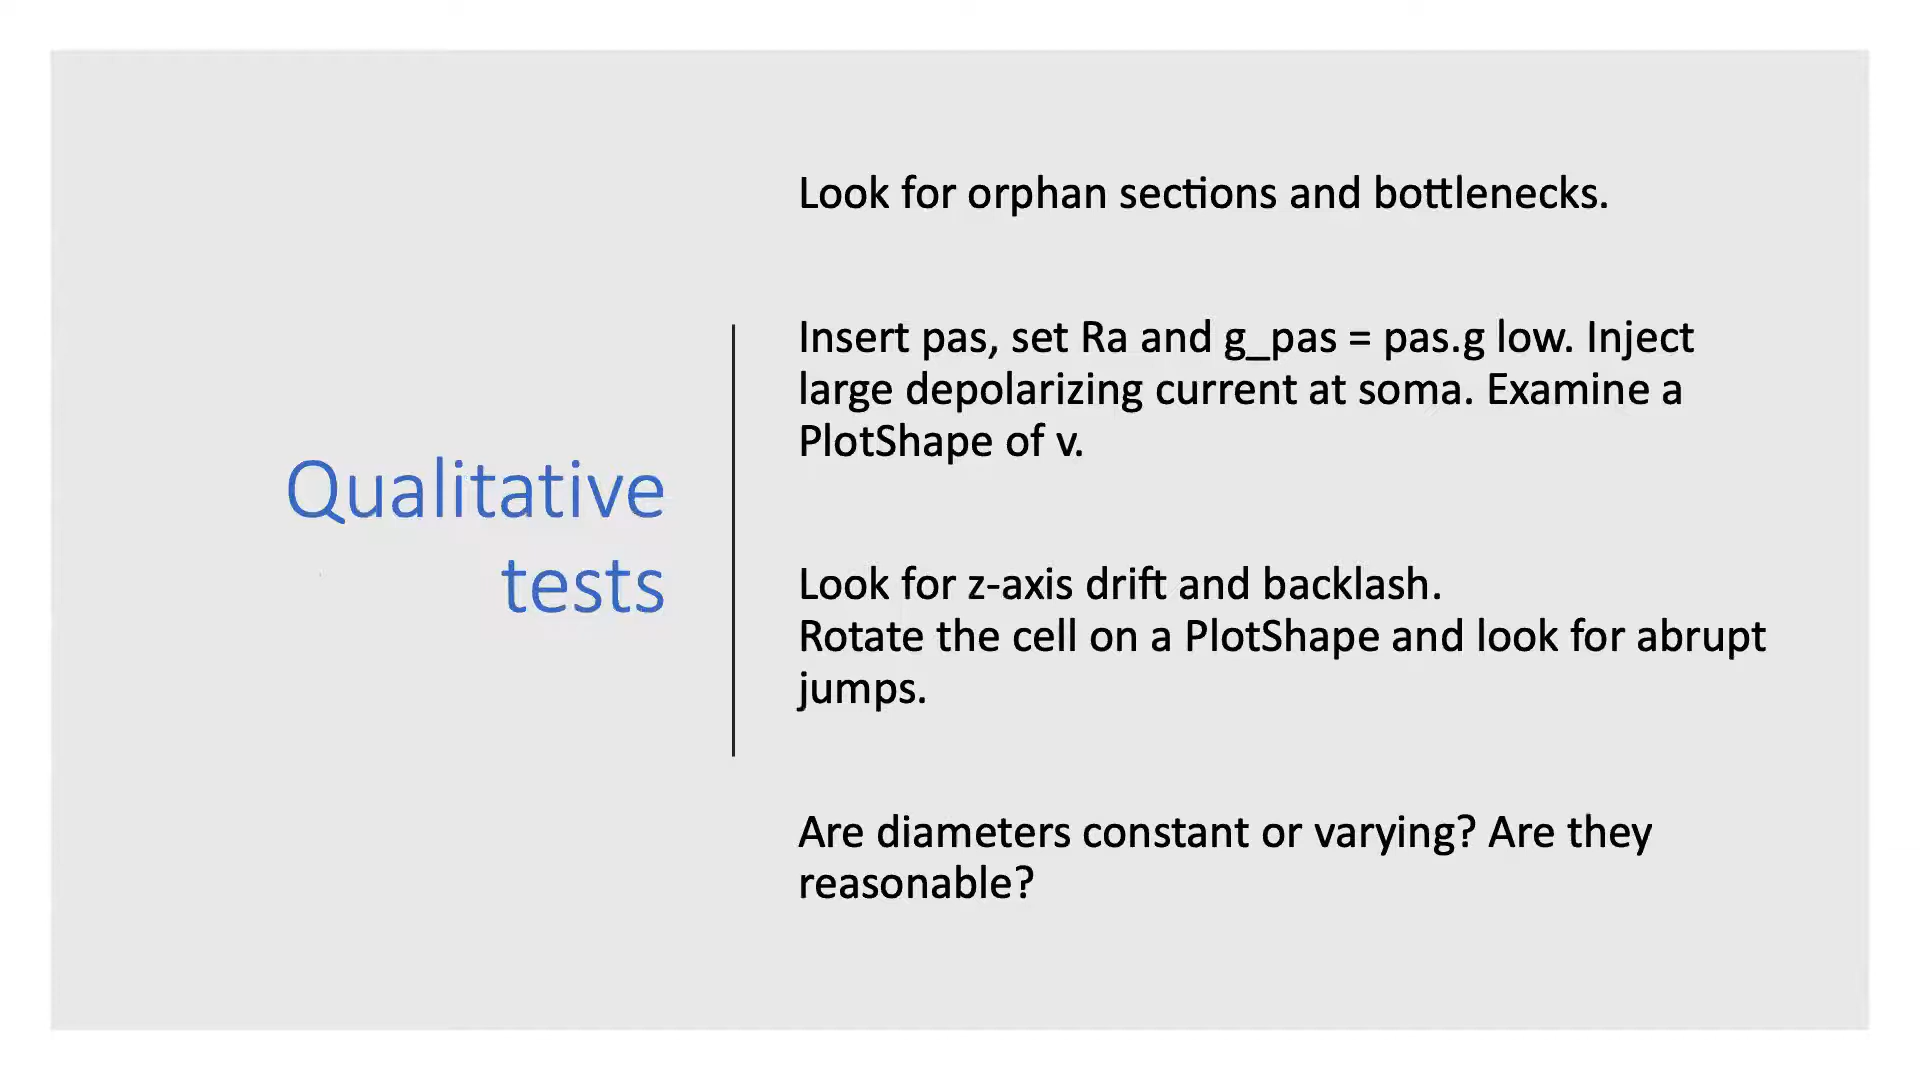 Qualitative
tests
Look for orphan sections and bottlenecks.
Insert pas, set Ra and g_pas = pas.g low. Inject
large depolarizing current at soma. Examine a
PlotShape of v.
Look for z-axis drift and backlash.
Rotate the cell on a PlotShape and look for abrupt
jumps.
Are diameters constant or varying? Are they
reasonable?